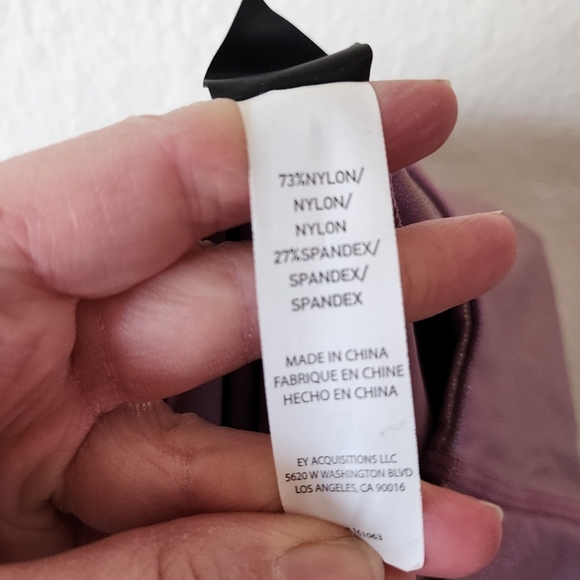 73%NYLON/
NYLON/
NYLON
27%SPANDEX/
SPANDEX/
SPANDEX
MADE IN CHINA
FABRIQUE EN CHINE
HECHO EN CHINA
EY ACQUISITIONS LLC
5620 W WASHINGTON BLVD
LOS ANGELES, CA 90016